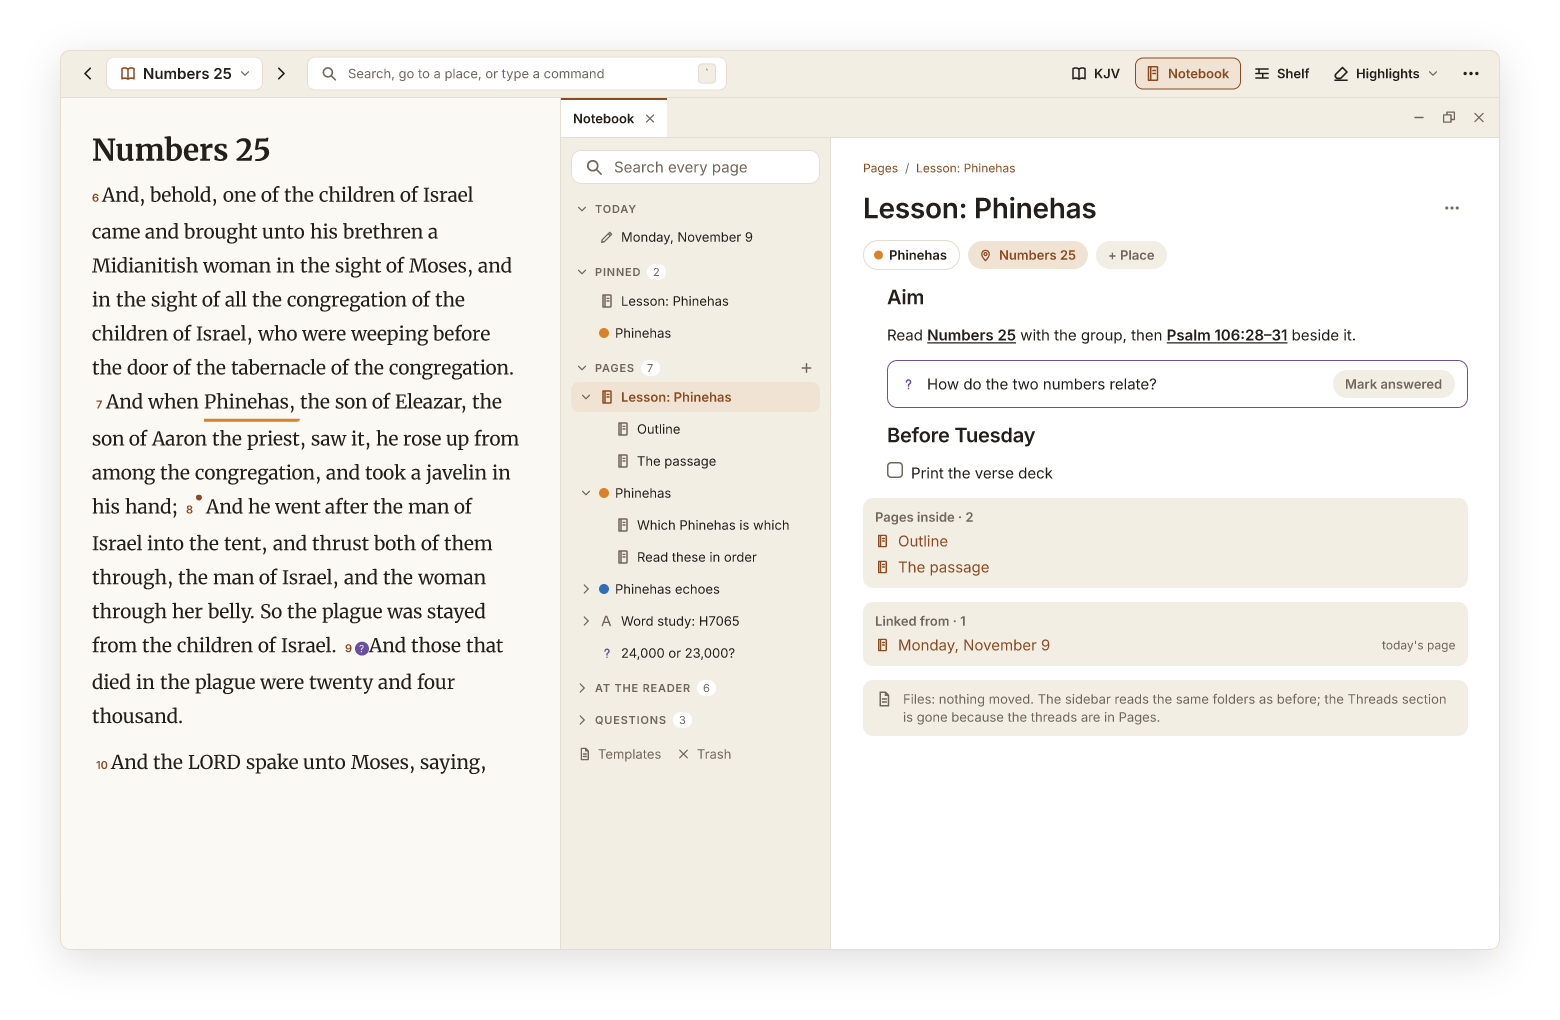 Numbers 25
Search, go to a place, or type a command
`
KJV
Notebook
Shelf
Highlights
Numbers 25
6 And, behold, one of the children of Israel
came and brought unto his brethren a
Midianitish woman in the sight of Moses, and
in the sight of all the congregation of the
children of Israel, who were weeping before
the door of the tabernacle of the congregation.
7 And when Phinehas, the son of Eleazar, the
son of Aaron the priest, saw it, he rose up from
among the congregation, and took a javelin in
his hand; 8 And he went after the man of
Israel into the tent, and thrust both of them
through, the man of Israel, and the woman
through her belly. So the plague was stayed
from the children of Israel. 9 ? And those that
died in the plague were twenty and four
thousand.
10 And the LORD spake unto Moses, saying,
Notebook
Search every page
TODAY
Monday, November 9
PINNED 2
Lesson: Phinehas
Phinehas
PAGES 7
Lesson: Phinehas
Outline
The passage
Phinehas
Which Phinehas is which
Read these in order
Phinehas echoes
A Word study: H7065
? 24,000 or 23,000?
AT THE READER 6
QUESTIONS 3
Templates
Trash
Pages / Lesson: Phinehas
Lesson: Phinehas
Phinehas
Numbers 25
+ Place
Aim
Read Numbers 25 with the group, then Psalm 106:28–31 beside it.
? How do the two numbers relate?
Mark answered
Before Tuesday
Print the verse deck
Pages inside · 2
Outline
The passage
Linked from · 1
Monday, November 9
today's page
Files: nothing moved. The sidebar reads the same folders as before; the Threads section
is gone because the threads are in Pages.